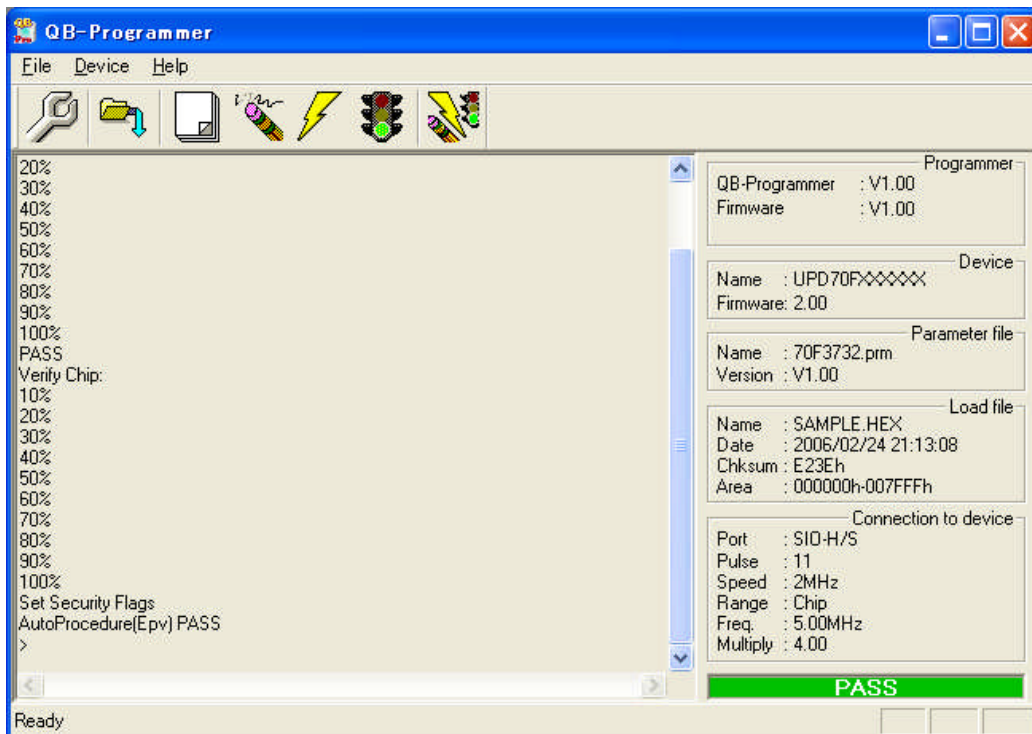 QB-Programmer
File Device Help
20%
30%
40%
50%
60%
70%
80%
90%
100%
PASS
Verify Chip:
10%
20%
30%
40%
50%
60%
70%
80%
90%
100%
Set Security Flags
AutoProcedure(Epv) PASS
>
Programmer
QB-Programmer : V1.00
Firmware : V1.00
Device
Name : UPD70FXXXXXX
Firmware: 2.00
Parameter file
Name : 70F3732.prm
Version : V1.00
Load file
Name : SAMPLE.HEX
Date : 2006/02/24 21:13:08
Chksum : E23Eh
Area : 000000h-007FFFh
Connection to device
Port : SIO-H/S
Pulse : 11
Speed : 2MHz
Range : Chip
Freq. : 5.00MHz
Multiply : 4.00
PASS
Ready